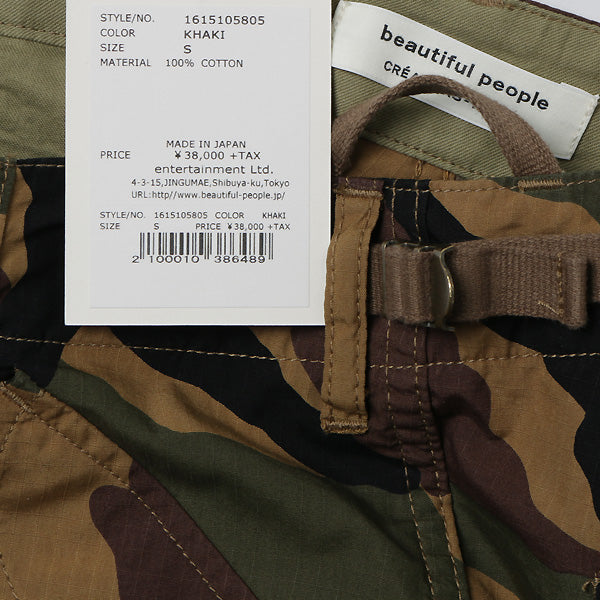 STYLE/NO. 1615105805
COLOR KHAKI
SIZE S
MATERIAL 100% COTTON
MADE IN JAPAN
PRICE ¥38,000 +TAX
entertainment Ltd.
4-3-15,JINGUMAE,Shibuya-ku,Tokyo
URL:http//www.beautiful-people.jp/
STYLE/NO. 1615105805 COLOR KHAKI
SIZE S PRICE ¥38,000 +TAX
2 100010 386489
beautiful people